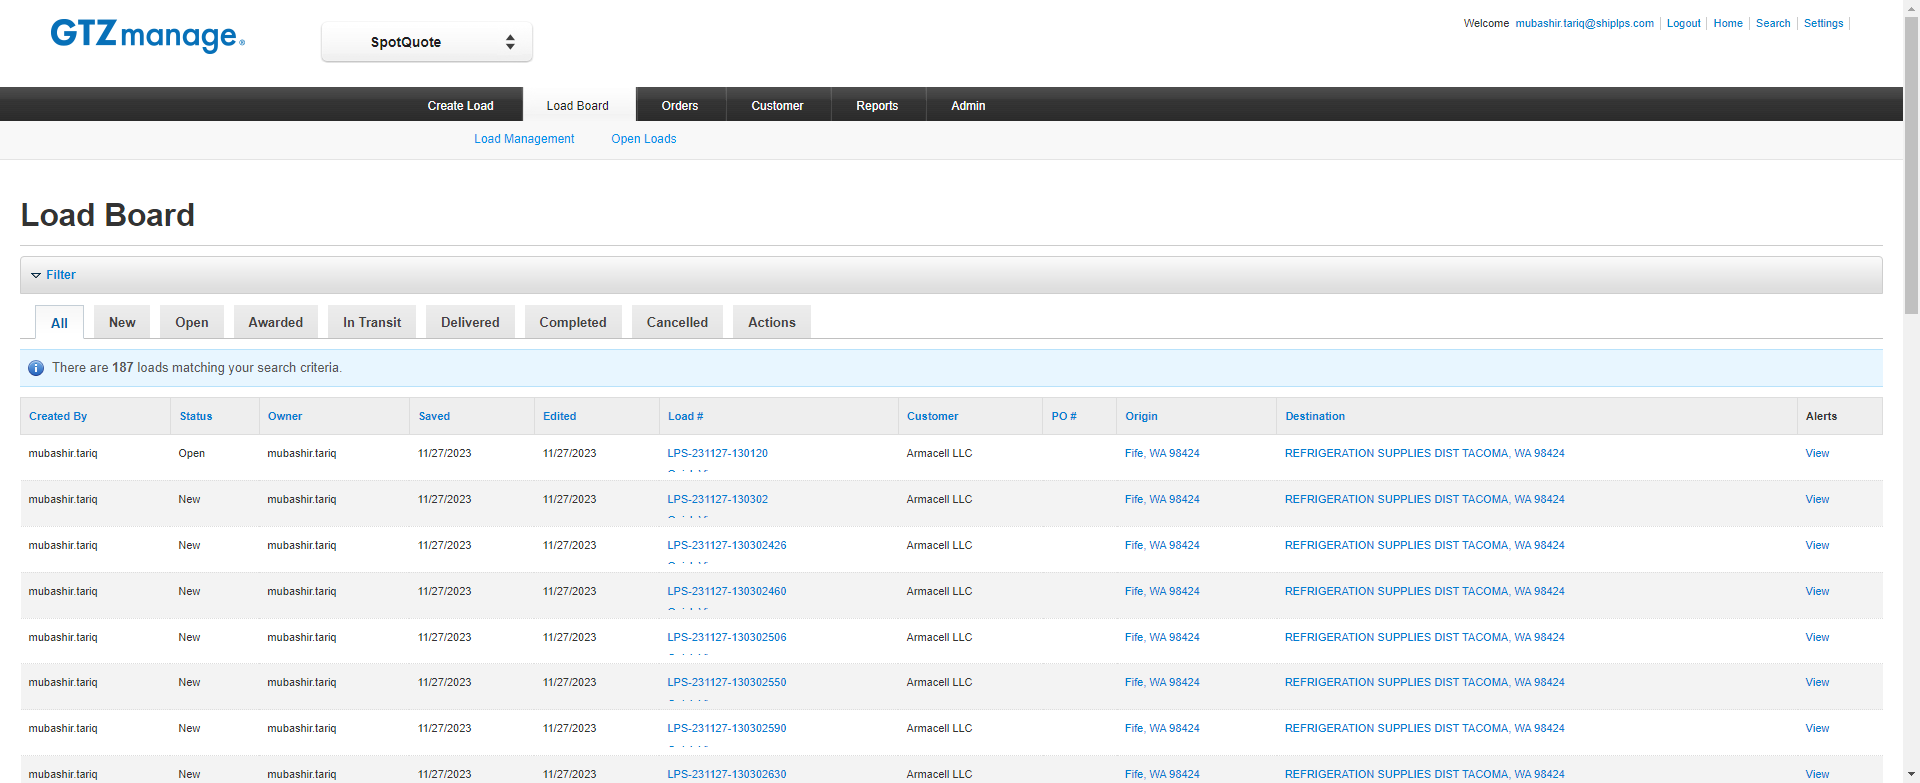 GTZmanage®
SpotQuote
Welcome mubashir.tariq@shiplps.com Logout Home Search Settings
Create Load Load Board Orders Customer Reports Admin
Load Management Open Loads
Load Board
Filter
All New Open Awarded In Transit Delivered Completed Cancelled Actions
There are 187 loads matching your search criteria.
Created By Status Owner Saved Edited Load # Customer PO # Origin Destination Alerts
mubashir.tariq Open mubashir.tariq 11/27/2023 11/27/2023 LPS-231127-130120 Armacell LLC Fife, WA 98424 REFRIGERATION SUPPLIES DIST TACOMA, WA 98424 View
mubashir.tariq New mubashir.tariq 11/27/2023 11/27/2023 LPS-231127-130302 Armacell LLC Fife, WA 98424 REFRIGERATION SUPPLIES DIST TACOMA, WA 98424 View
mubashir.tariq New mubashir.tariq 11/27/2023 11/27/2023 LPS-231127-130302426 Armacell LLC Fife, WA 98424 REFRIGERATION SUPPLIES DIST TACOMA, WA 98424 View
mubashir.tariq New mubashir.tariq 11/27/2023 11/27/2023 LPS-231127-130302460 Armacell LLC Fife, WA 98424 REFRIGERATION SUPPLIES DIST TACOMA, WA 98424 View
mubashir.tariq New mubashir.tariq 11/27/2023 11/27/2023 LPS-231127-130302506 Armacell LLC Fife, WA 98424 REFRIGERATION SUPPLIES DIST TACOMA, WA 98424 View
mubashir.tariq New mubashir.tariq 11/27/2023 11/27/2023 LPS-231127-130302550 Armacell LLC Fife, WA 98424 REFRIGERATION SUPPLIES DIST TACOMA, WA 98424 View
mubashir.tariq New mubashir.tariq 11/27/2023 11/27/2023 LPS-231127-130302590 Armacell LLC Fife, WA 98424 REFRIGERATION SUPPLIES DIST TACOMA, WA 98424 View
mubashir.tariq New mubashir.tariq 11/27/2023 11/27/2023 LPS-231127-130302630 Armacell LLC Fife, WA 98424 REFRIGERATION SUPPLIES DIST TACOMA, WA 98424 View